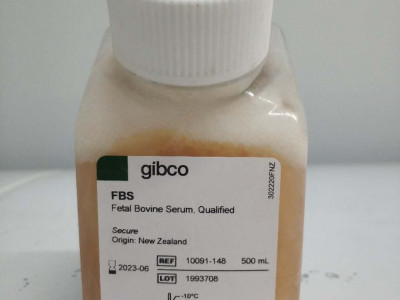 gibco
FBS
Fetal Bovine Serum, Qualified
Secure
Origin: New Zealand
REF 10091-148 500 mL
2023-06 LOT 1993708
-10°C
302220FNZ